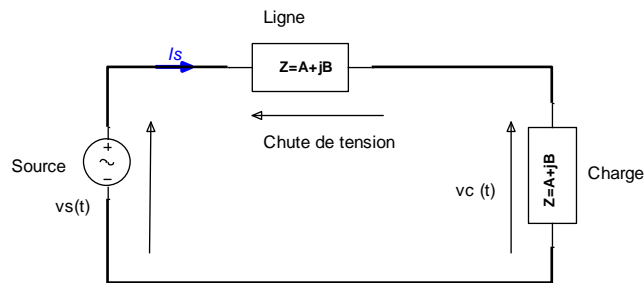 Ligne
Is
Z=A+jB
Chute de tension
Source
+
−
vs(t)
vc (t)
Z=A+jB
Charge